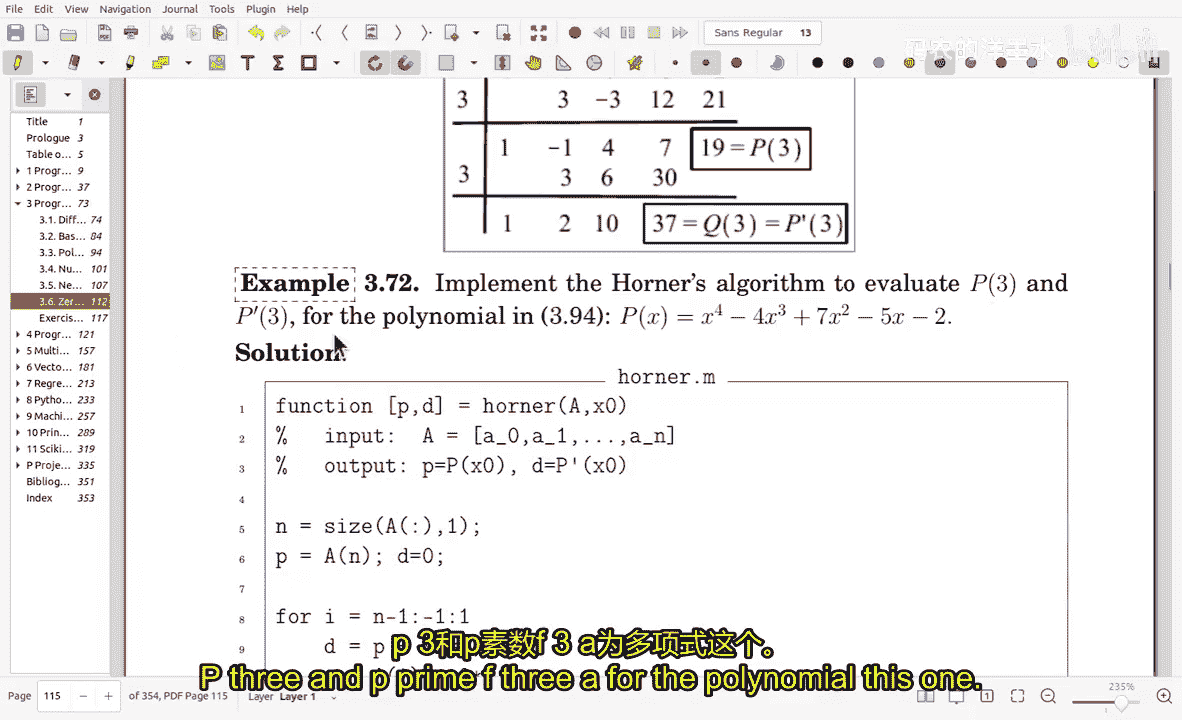 File Edit View Navigation Journal Tools Plugin Help
Sans Regular 13
Title 1
Prologue 3
Table o... 5
1 Progr... 9
2 Progr... 37
3 Progr... 73
3.1. Diff... 74
3.2. Bas... 84
3.3. Pol... 94
3.4. Nu... 101
3.5. Ne... 107
3.6. Zer... 112
Exercis... 117
4 Progr... 121
5 Multi... 157
6 Vecto... 181
7 Regre... 213
8 Pytho... 233
9 Machi... 257
10 Prin... 289
11 Sciki... 319
P Proje... 335
Bibliog... 351
Index 353
3 3 −3 12 21
1 −1 4 7 19=P(3)
3 3 6 30
1 2 10 37=Q(3)=P'(3)
Example 3.72. Implement the Horner's algorithm to evaluate P(3) and
P′(3), for the polynomial in (3.94): P(x) = x⁴ − 4x³ + 7x² − 5x − 2.
Solution.
horner.m
1 function [p,d] = horner(A,x0)
2 % input: A = [a_0,a_1,...,a_n]
3 % output: p=P(x0), d=P'(x0)
4
5 n = size(A(:),1);
6 p = A(n); d=0;
7
8 for i = n-1:-1:1
9 d = p
p 3和p素数f 3 a为多项式这个。
P three and p prime f three a for the polynomial this one.
Page 115 − + of 354, PDF Page 115 Layer Layer 1
235%